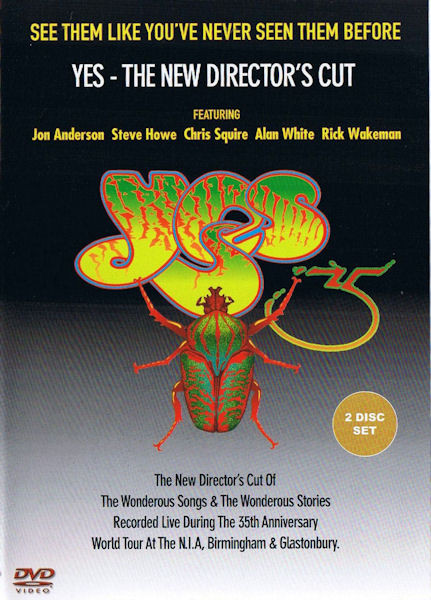 SEE THEM LIKE YOU'VE NEVER SEEN THEM BEFORE
YES - THE NEW DIRECTOR'S CUT
FEATURING
Jon Anderson Steve Howe Chris Squire Alan White Rick Wakeman
YES
35
2 DISC
SET
The New Director's Cut Of
The Wonderous Songs & The Wonderous Stories
Recorded Live During The 35th Anniversary
World Tour At The N.I.A, Birmingham & Glastonbury.
DVD
VIDEO